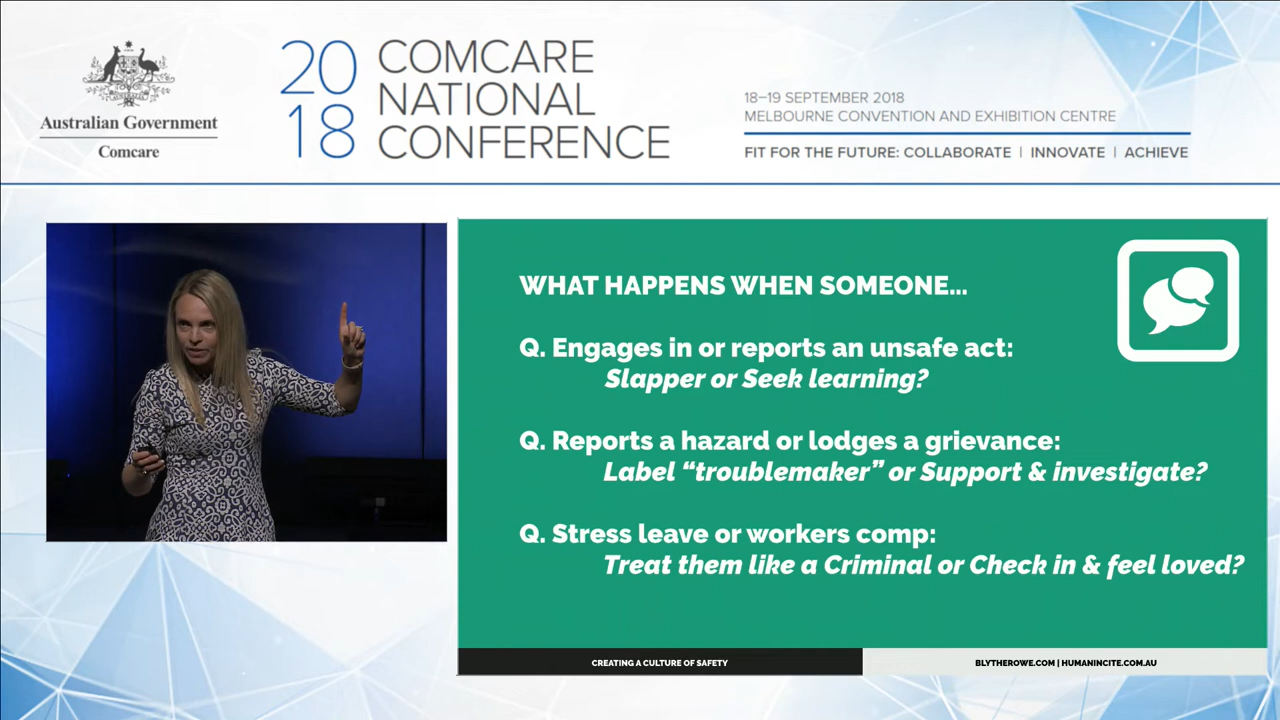 Australian Government
Comcare
20
18
COMCARE
NATIONAL
CONFERENCE
18–19 SEPTEMBER 2018
MELBOURNE CONVENTION AND EXHIBITION CENTRE
FIT FOR THE FUTURE: COLLABORATE | INNOVATE | ACHIEVE
WHAT HAPPENS WHEN SOMEONE...
Q. Engages in or reports an unsafe act:
Slapper or Seek learning?
Q. Reports a hazard or lodges a grievance:
Label “troublemaker” or Support & investigate?
Q. Stress leave or workers comp:
Treat them like a Criminal or Check in & feel loved?
CREATING A CULTURE OF SAFETY
BLYTHEROWE.COM | HUMANINCITE.COM.AU